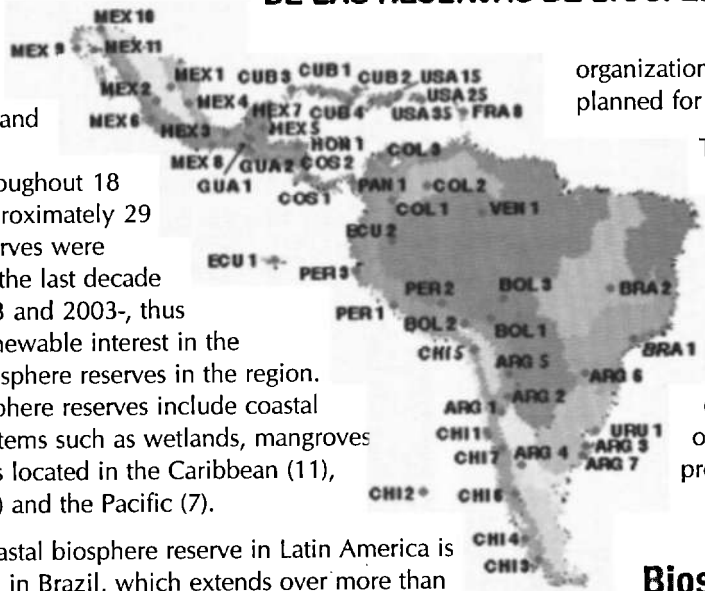 DE LAS RESERVAS DE BIOSFE
MEX 10
MEX 9
MEX 11
MEX 2
MEX 1
CUB 3
CUB 1
CUB 2
USA 15
organization
USA 25
planned for
and
MEX 6
MEX 4
MEX 7
CUB 4
USA 35
FRA 8
MEX 3
MEX 5
HON 1
COL 3
T
MEX 8
GUA 2
COS 2
oughout 18
GUA 1
PAN 1
COL 2
COS 1
roximately 29
COL 1
VEN 1
rves were
ECU 2
ECU 1
PER 3
the last decade
PER 2
BOL 3
BRA 2
3 and 2003-, thus
PER 1
BOL 2
BOL 1
newable interest in the
CHI 5
BRA 1
sphere reserves in the region.
ARG 5
ARG 6
phere reserves include coastal
ARG 1
ARG 2
tems such as wetlands, mangroves
CHI 1
URU 1
ARG 3
s located in the Caribbean (11),
CHI 7
ARG 4
ARG 7
pr
) and the Pacific (7).
CHI 2
CHI 6
CHI 4
astal biosphere reserve in Latin America is
CHI 3
in Brazil, which extends over more than
Bios